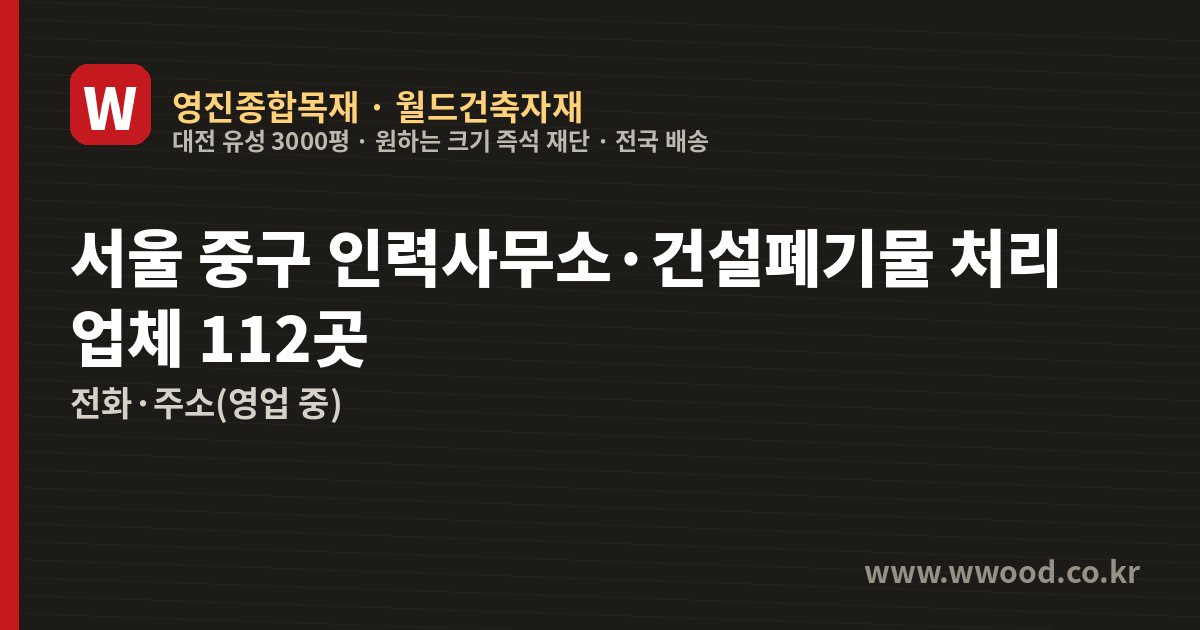 W
영진종합목재 · 월드건축자재
대전 유성 3000평 · 원하는 크기 즉석 재단 · 전국 배송
서울 중구 인력사무소·건설폐기물 처리
업체 112곳
전화·주소(영업 중)
www.wwood.co.kr